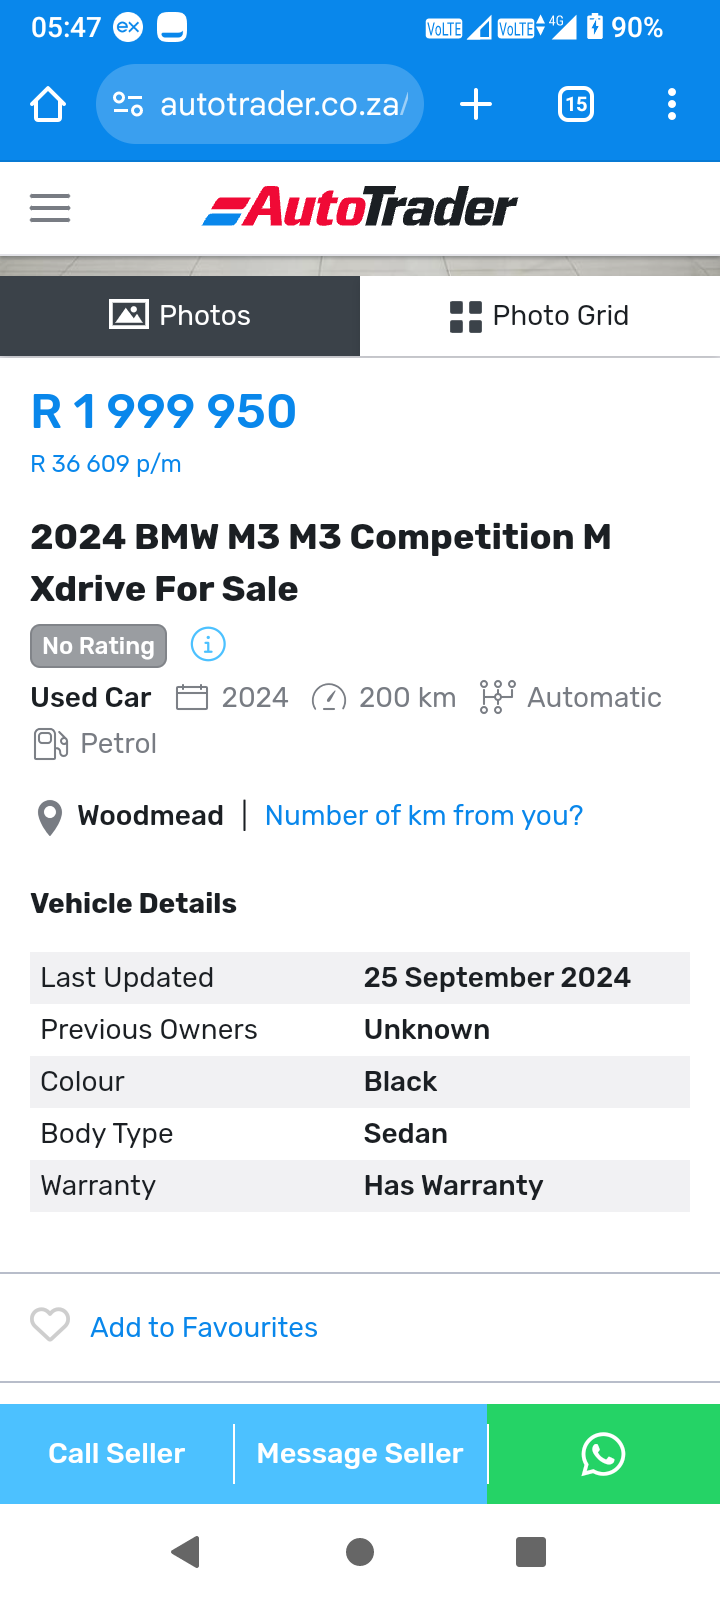 05:47 ex VoLTE VoLTE 4G 90%
autotrader.co.za/ 15
AutoTrader
Photos Photo Grid
R 1 999 950
R 36 609 p/m
2024 BMW M3 M3 Competition M
Xdrive For Sale
No Rating i
Used Car 2024 200 km Automatic
Petrol
Woodmead | Number of km from you?
Vehicle Details
Last Updated 25 September 2024
Previous Owners Unknown
Colour Black
Body Type Sedan
Warranty Has Warranty
Add to Favourites
Call Seller Message Seller